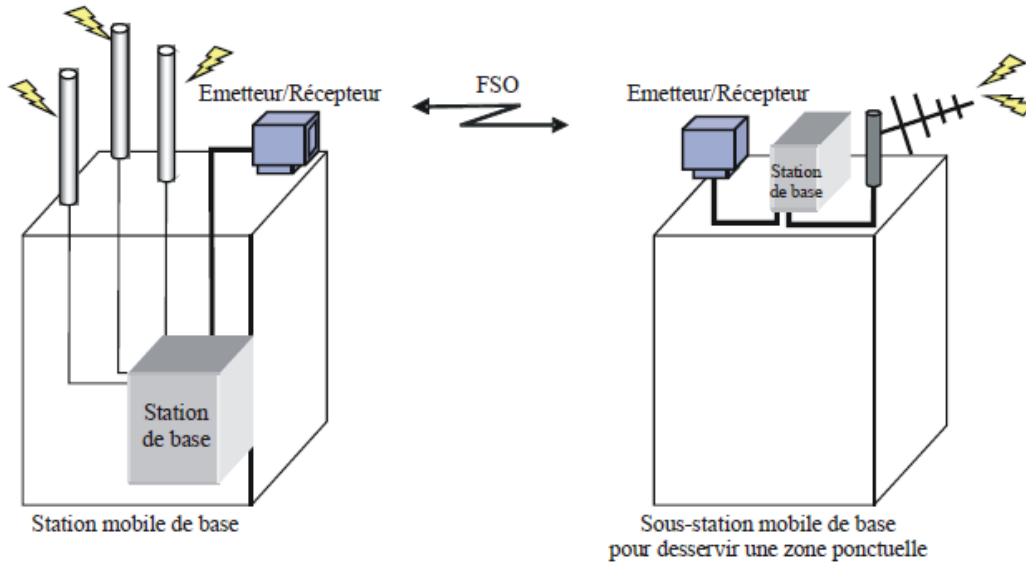 Emetteur/Récepteur
FSO
Emetteur/Récepteur
Station
de base
Station
de base
Station mobile de base
Sous-station mobile de base
pour desservir une zone ponctuelle